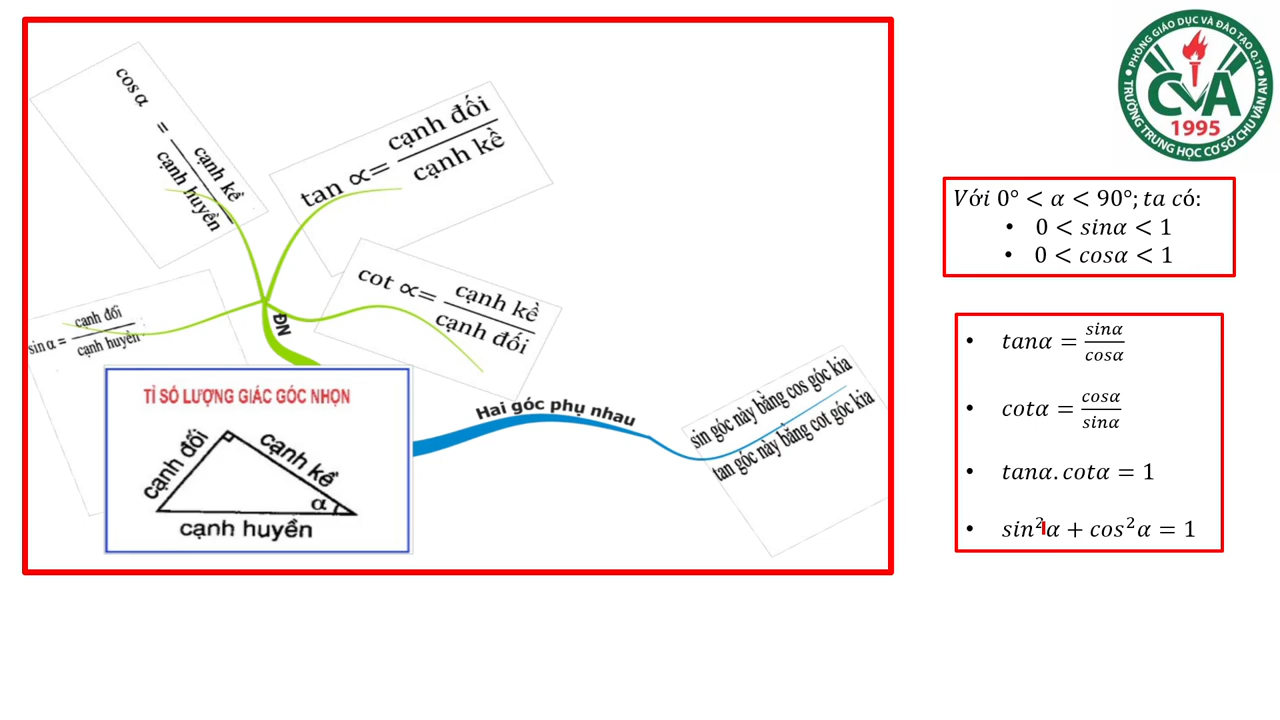 cos α = cạnh kề / cạnh huyền
tan ∝= cạnh đối / cạnh kề
cot ∝= cạnh kề / cạnh đối
sin α = cạnh đối / cạnh huyền
ĐN
TỈ SỐ LƯỢNG GIÁC GÓC NHỌN
cạnh đối
cạnh kề
α
cạnh huyền
Hai góc phụ nhau
sin góc này bằng cos góc kia
tan góc này bằng cot góc kia
PHÒNG GIÁO DỤC VÀ ĐÀO TẠO Q.11
CVA
1995
TRƯỜNG TRUNG HỌC CƠ SỞ CHU VĂN AN
Với 0° < α < 90°; ta có:
• 0 < sinα < 1
• 0 < cosα < 1
• tanα = sinα / cosα
• cotα = cosα / sinα
• tanα. cotα = 1
• sin²α + cos²α = 1